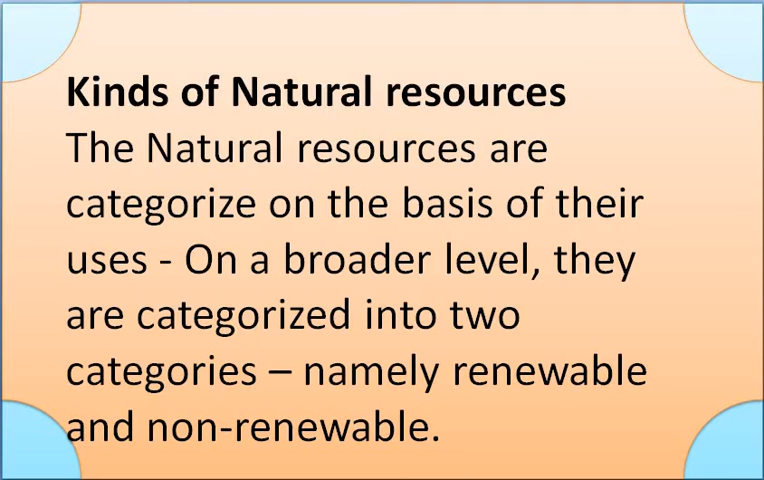 Kinds of Natural resources
The Natural resources are
categorize on the basis of their
uses - On a broader level, they
are categorized into two
categories – namely renewable
and non-renewable.